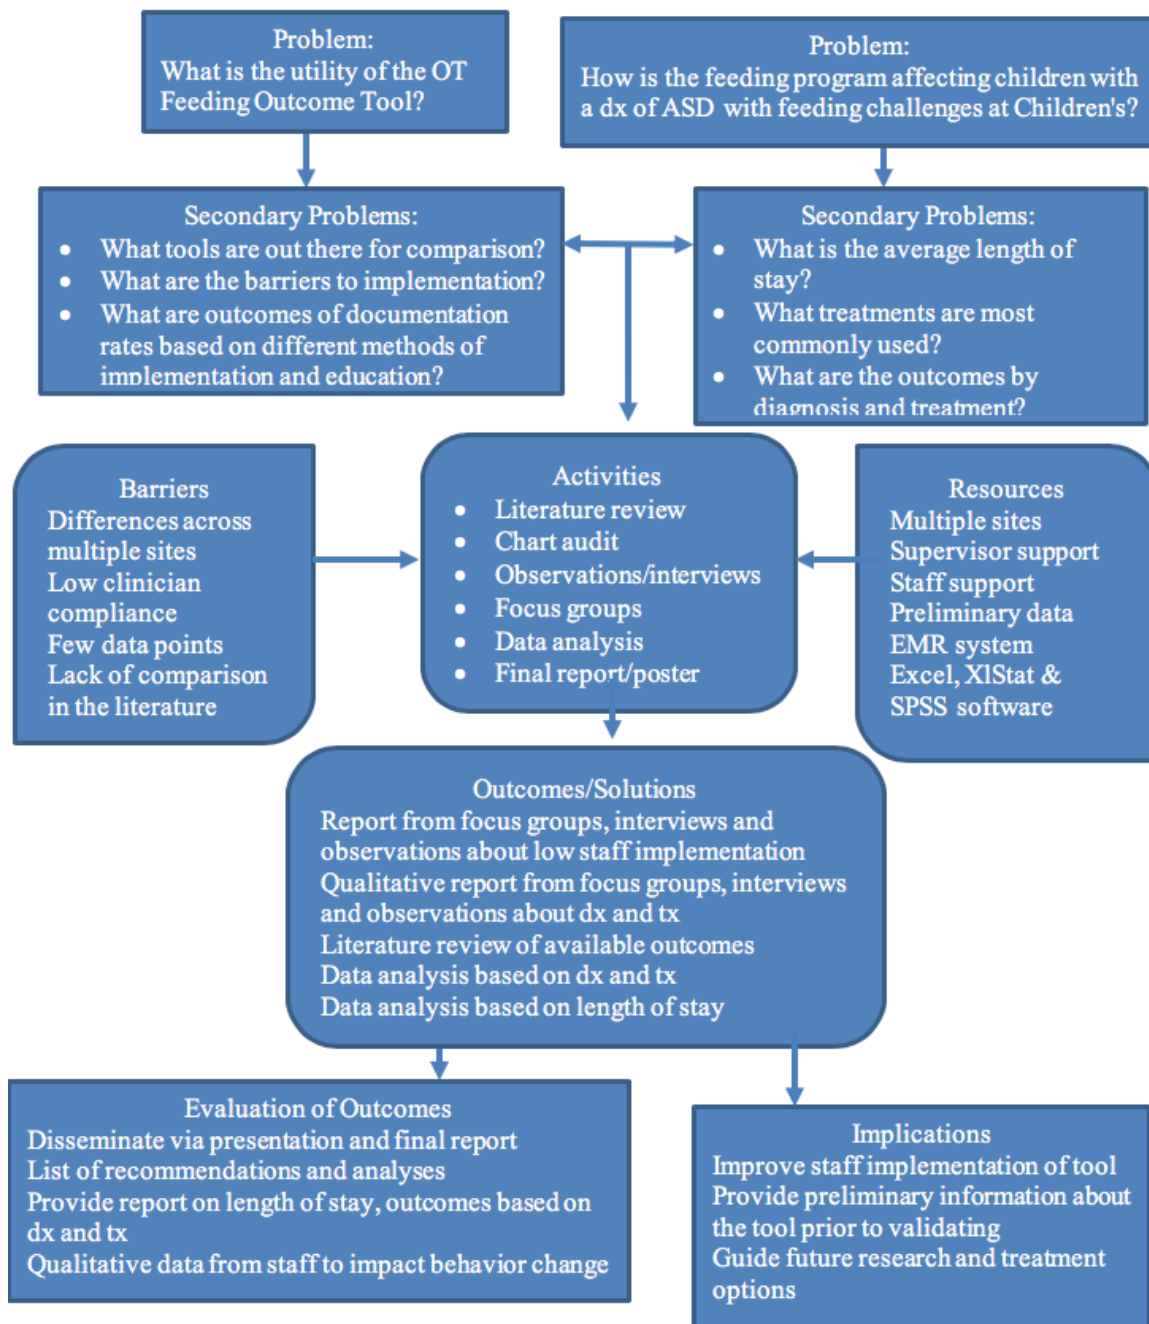 Problem:
What is the utility of the OT
Feeding Outcome Tool?
Problem:
How is the feeding program affecting children with
a dx of ASD with feeding challenges at Children's?
Secondary Problems:
• What tools are out there for comparison?
• What are the barriers to implementation?
• What are outcomes of documentation
rates based on different methods of
implementation and education?
Secondary Problems:
• What is the average length of
stay?
• What treatments are most
commonly used?
• What are the outcomes by
diagnosis and treatment?
Barriers
Differences across
multiple sites
Low clinician
compliance
Few data points
Lack of comparison
in the literature
Activities
• Literature review
• Chart audit
• Observations/interviews
• Focus groups
• Data analysis
• Final report/poster
Resources
Multiple sites
Supervisor support
Staff support
Preliminary data
EMR system
Excel, XlStat &
SPSS software
Outcomes/Solutions
Report from focus groups, interviews and
observations about low staff implementation
Qualitative report from focus groups, interviews
and observations about dx and tx
Literature review of available outcomes
Data analysis based on dx and tx
Data analysis based on length of stay
Evaluation of Outcomes
Disseminate via presentation and final report
List of recommendations and analyses
Provide report on length of stay, outcomes based on
dx and tx
Qualitative data from staff to impact behavior change
Implications
Improve staff implementation of tool
Provide preliminary information about
the tool prior to validating
Guide future research and treatment
options